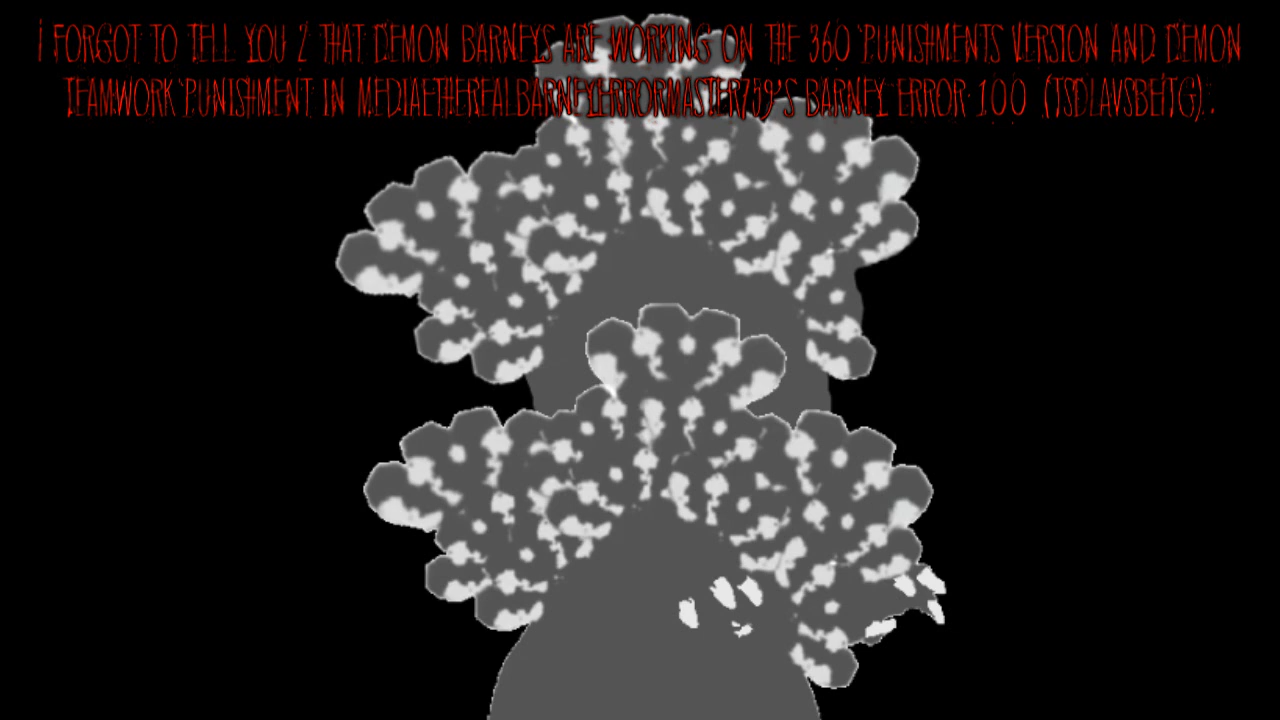 I FORGOT TO TELL YOU 2 THAT DEMON BARNEYS ARE WORKING ON THE 360 PUNISHMENTS VERSION AND DEMON
TEAMWORK PUNISHMENT IN MEDIAETHEREALBARNEYERRORMASTER759'S BARNEY ERROR 100 (TSDLAVSBEITG).